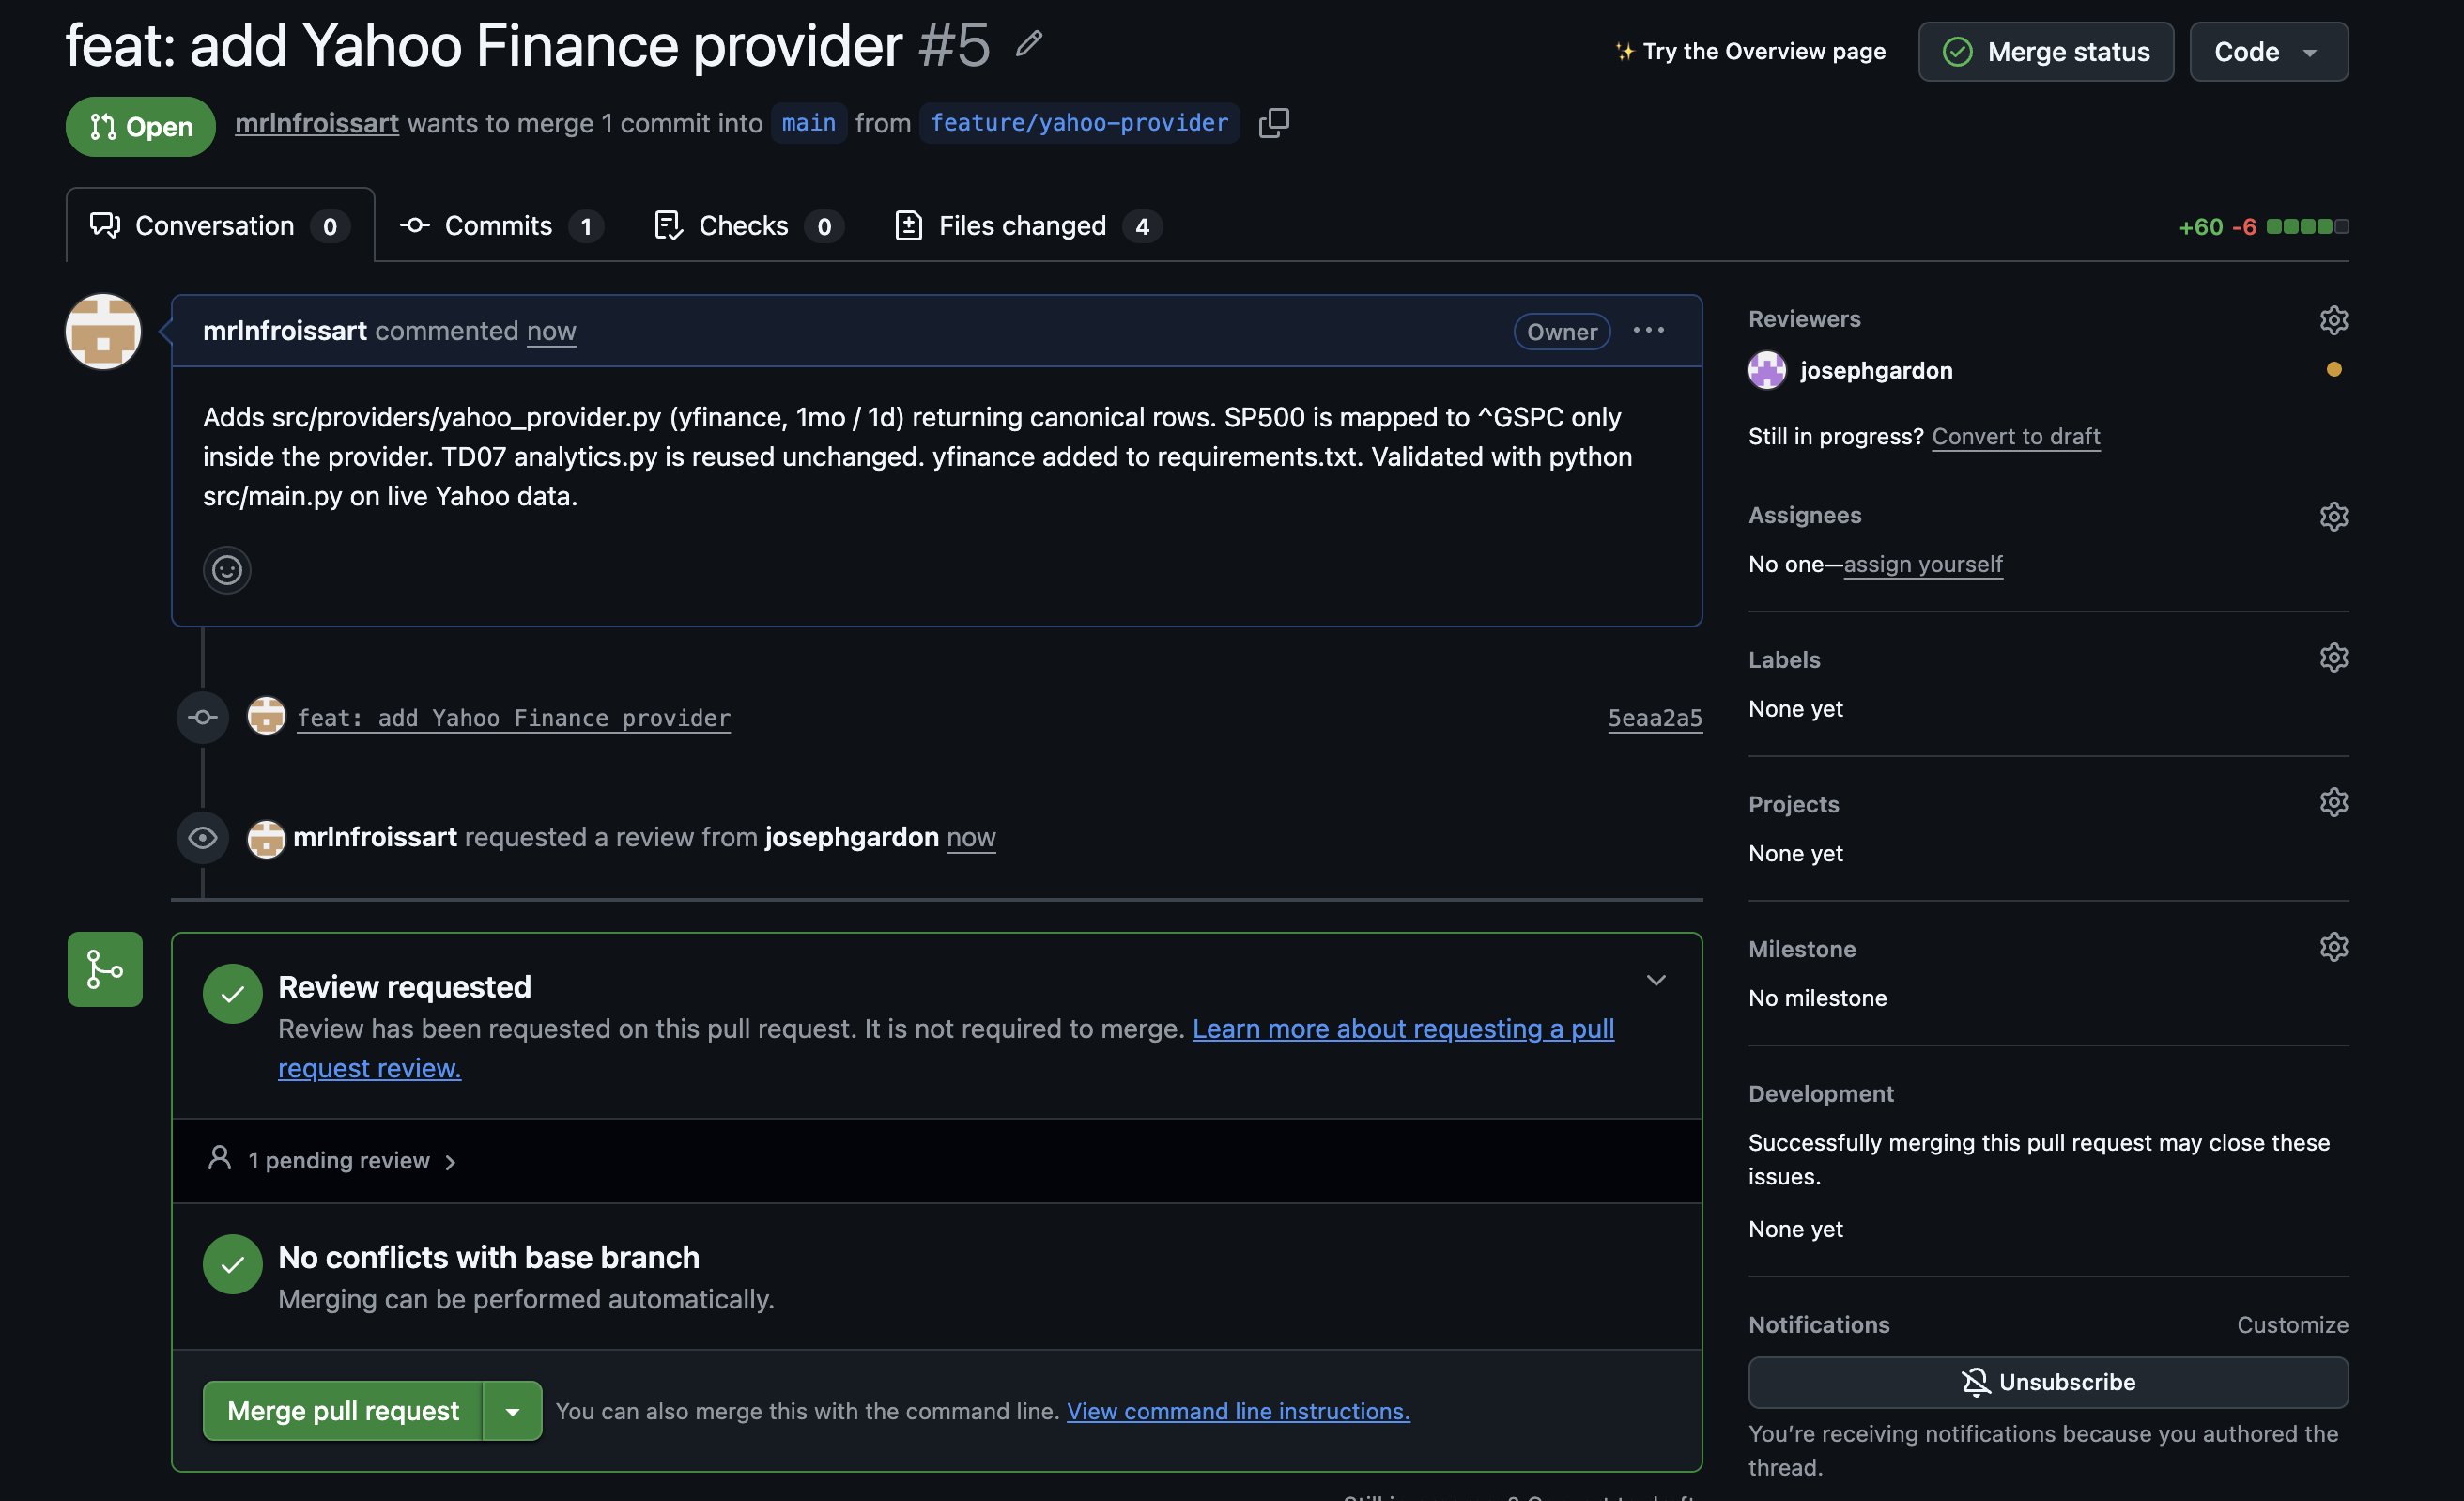 feat: add Yahoo Finance provider #5
✨ Try the Overview page
Merge status
Code
Open
mrlnfroissart wants to merge 1 commit into main from feature/yahoo-provider
Conversation 0
Commits 1
Checks 0
Files changed 4
+60 -6
mrlnfroissart commented now
Owner
Adds src/providers/yahoo_provider.py (yfinance, 1mo / 1d) returning canonical rows. SP500 is mapped to ^GSPC only
inside the provider. TD07 analytics.py is reused unchanged. yfinance added to requirements.txt. Validated with python
src/main.py on live Yahoo data.
feat: add Yahoo Finance provider
5eaa2a5
mrlnfroissart requested a review from josephgardon now
Review requested
Review has been requested on this pull request. It is not required to merge. Learn more about requesting a pull
request review.
1 pending review
No conflicts with base branch
Merging can be performed automatically.
Merge pull request
You can also merge this with the command line. View command line instructions.
Reviewers
josephgardon
Still in progress? Convert to draft
Assignees
No one—assign yourself
Labels
None yet
Projects
None yet
Milestone
No milestone
Development
Successfully merging this pull request may close these
issues.
None yet
Notifications
Customize
Unsubscribe
You're receiving notifications because you authored the
thread.